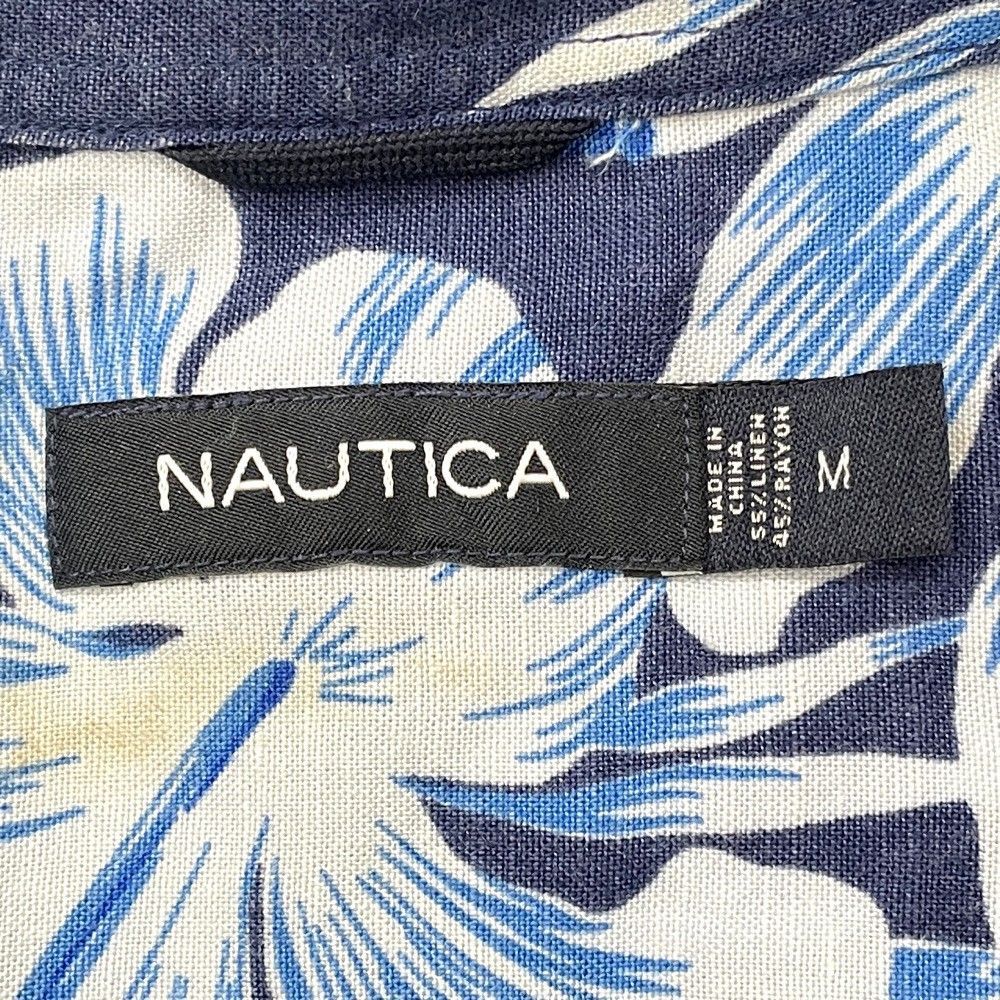 NAUTICA
MADE IN
CHINA
55%LINEN
45%RAYON
M